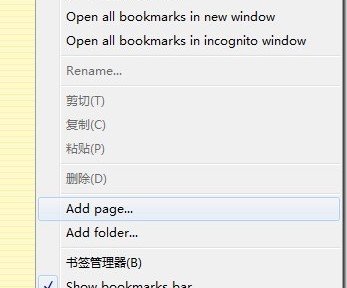 Open all bookmarks in new window
Open all bookmarks in incognito window
Rename...
剪切(T)
复制(C)
粘贴(P)
删除(D)
Add page...
Add folder...
书签管理器(B)
Show bookmarks bar